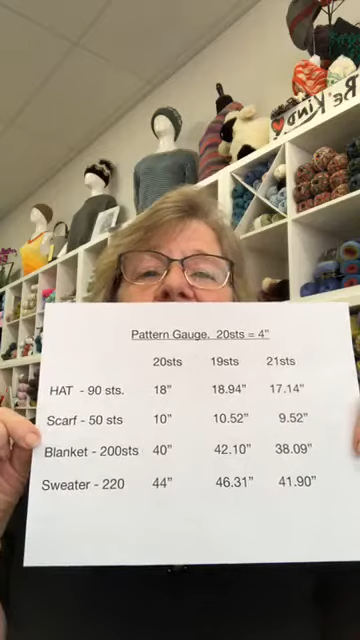 BE KIND
Pattern Gauge. 20sts = 4"
20sts 19sts 21sts
HAT - 90 sts. 18" 18.94" 17.14"
Scarf - 50 sts 10" 10.52" 9.52"
Blanket - 200sts 40" 42.10" 38.09"
Sweater - 220 44" 46.31" 41.90"